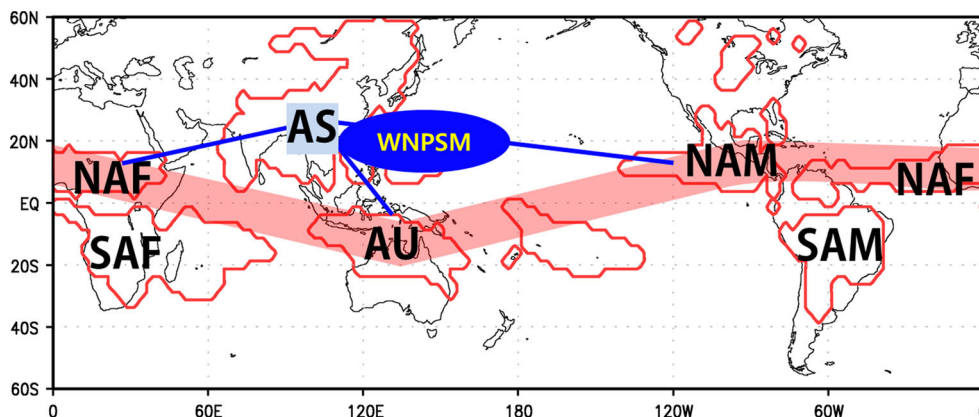 60N
40N
20N
EQ
20S
40S
60S
AS
WNPSM
NAF
NAM
NAF
SAF
AU
SAM
0
60E
120E
180
120W
60W